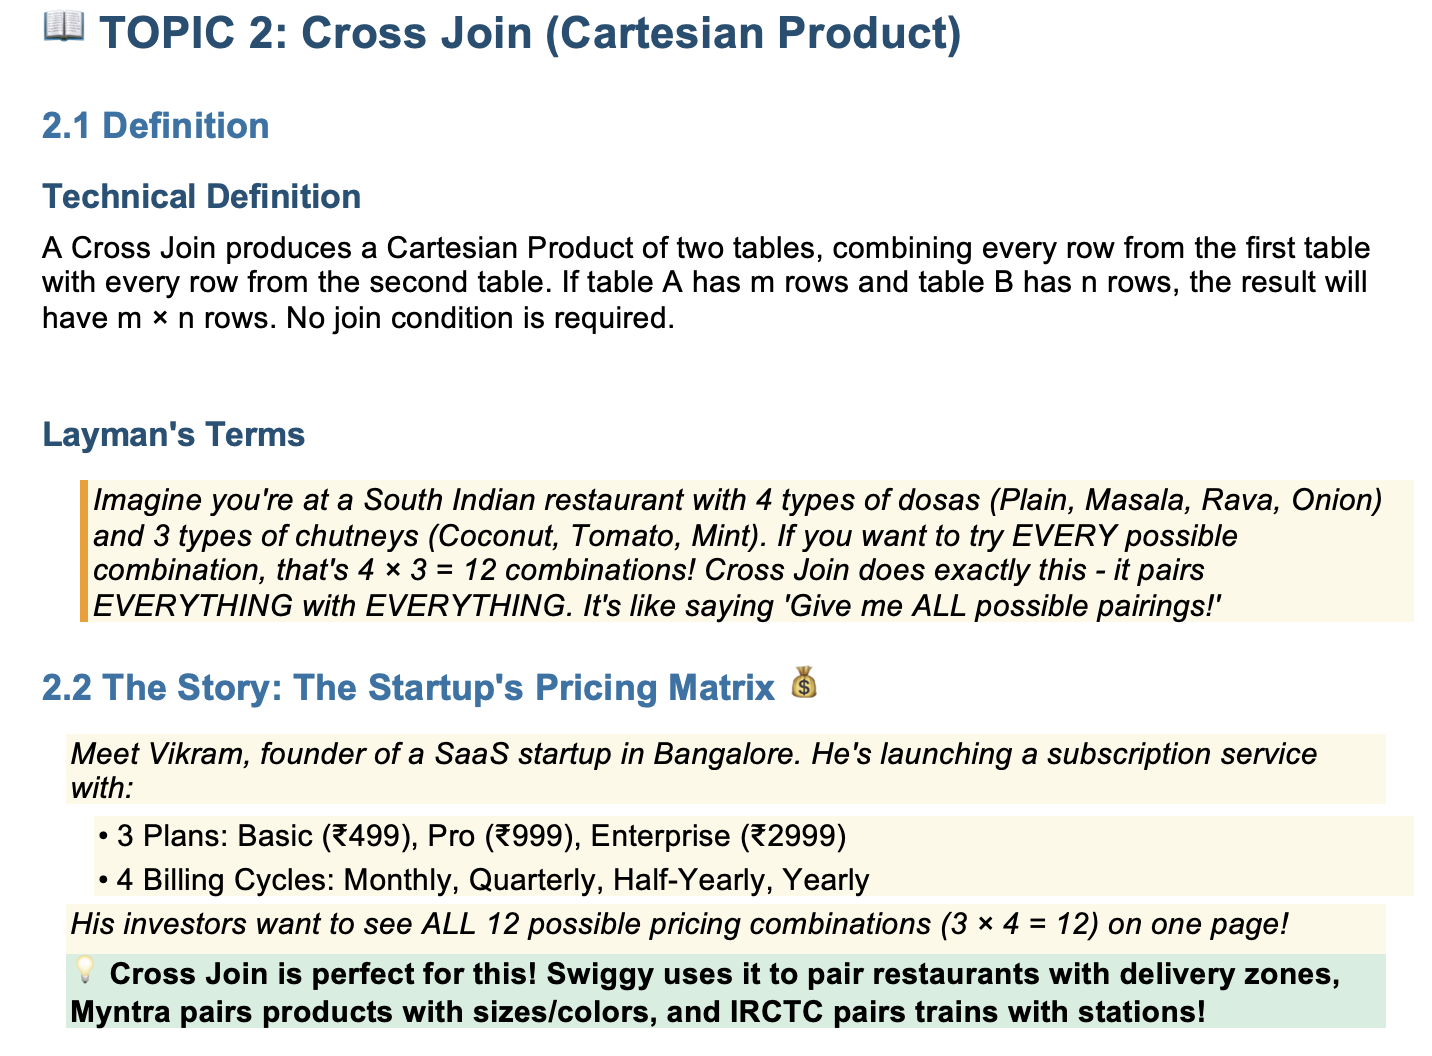 📖 TOPIC 2: Cross Join (Cartesian Product)
2.1 Definition
Technical Definition
A Cross Join produces a Cartesian Product of two tables, combining every row from the first table
with every row from the second table. If table A has m rows and table B has n rows, the result will
have m × n rows. No join condition is required.
Layman's Terms
Imagine you're at a South Indian restaurant with 4 types of dosas (Plain, Masala, Rava, Onion)
and 3 types of chutneys (Coconut, Tomato, Mint). If you want to try EVERY possible
combination, that's 4 × 3 = 12 combinations! Cross Join does exactly this - it pairs
EVERYTHING with EVERYTHING. It's like saying 'Give me ALL possible pairings!'
2.2 The Story: The Startup's Pricing Matrix 💰
Meet Vikram, founder of a SaaS startup in Bangalore. He's launching a subscription service
with:
• 3 Plans: Basic (₹499), Pro (₹999), Enterprise (₹2999)
• 4 Billing Cycles: Monthly, Quarterly, Half-Yearly, Yearly
His investors want to see ALL 12 possible pricing combinations (3 × 4 = 12) on one page!
💡 Cross Join is perfect for this! Swiggy uses it to pair restaurants with delivery zones,
Myntra pairs products with sizes/colors, and IRCTC pairs trains with stations!